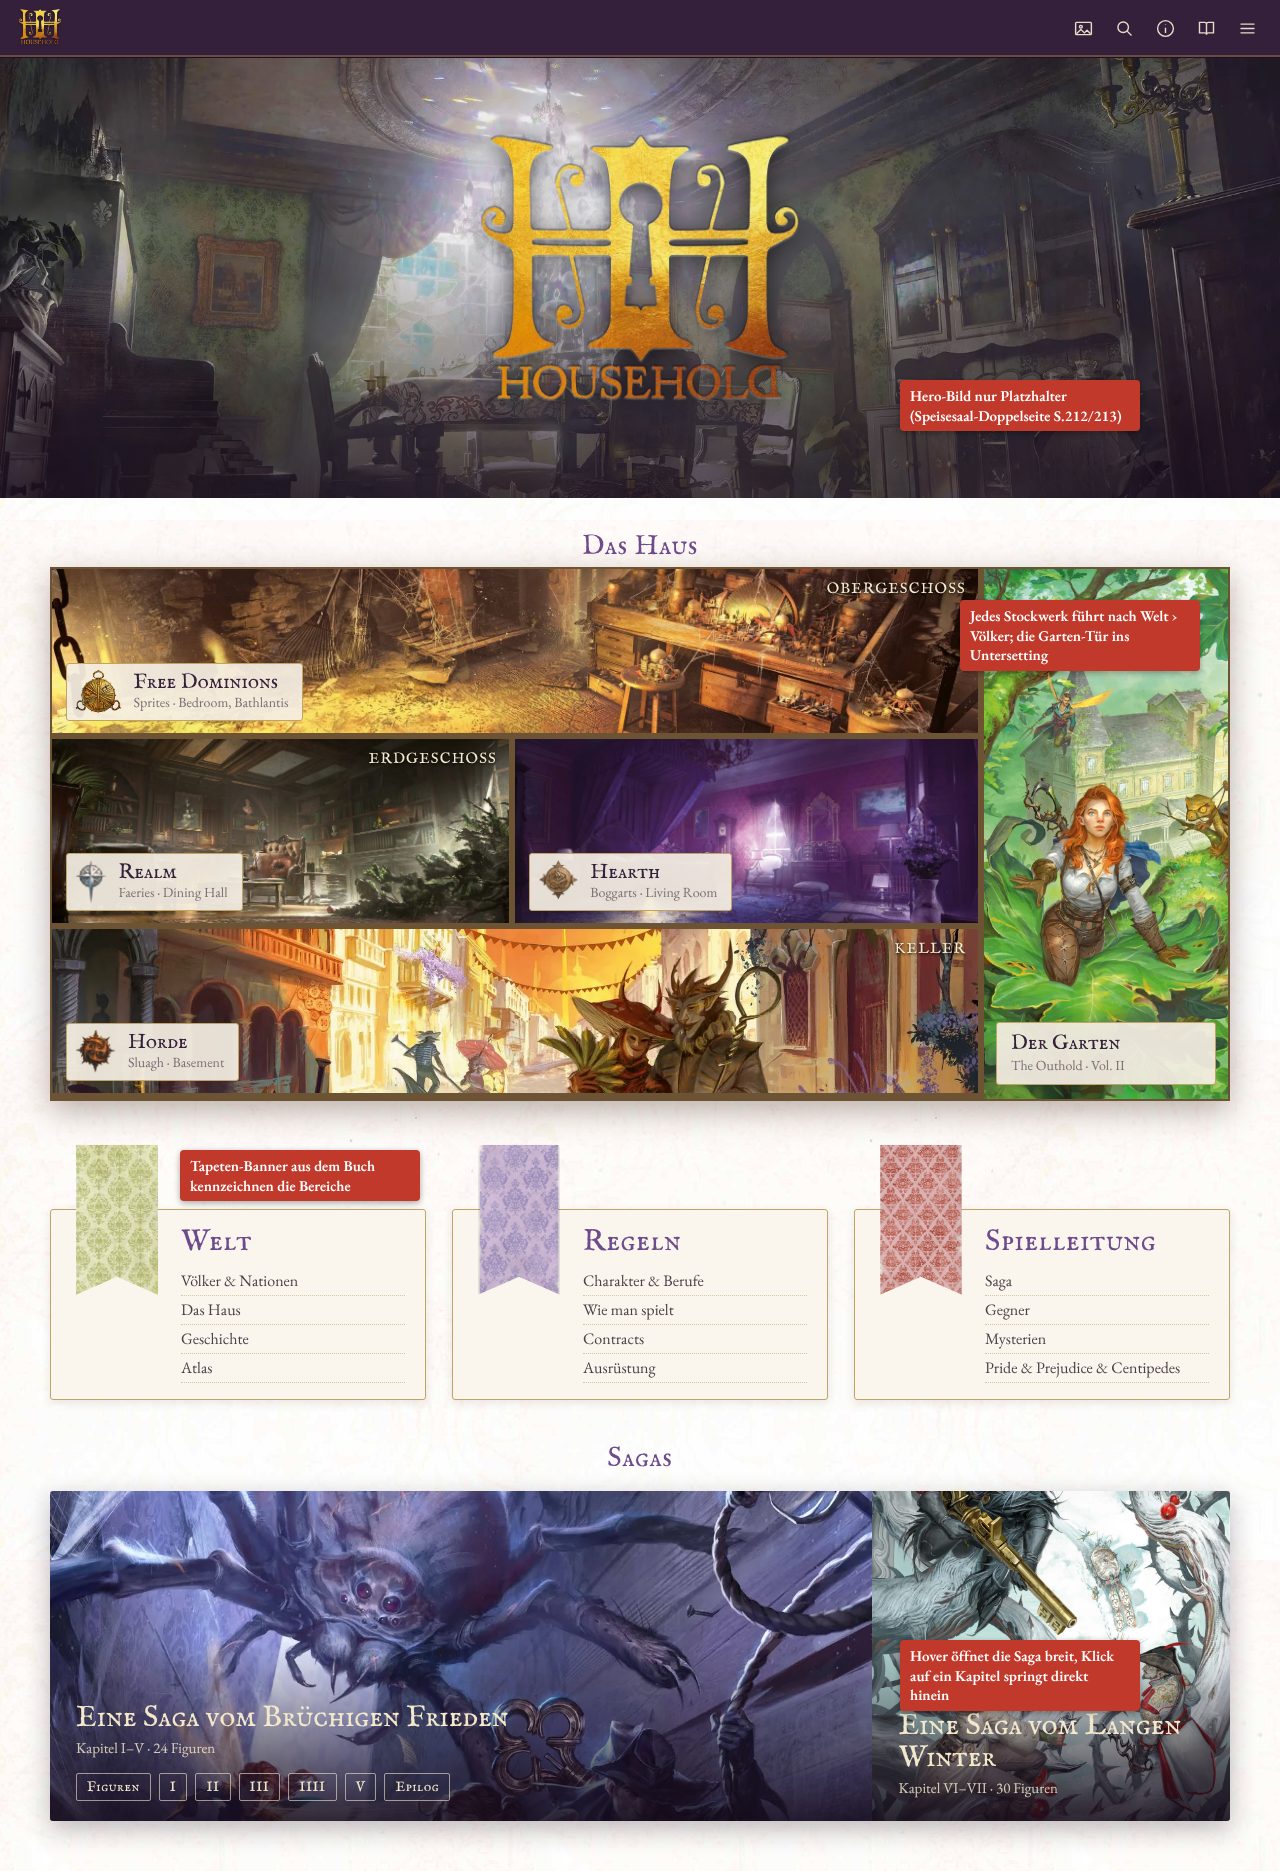 HOUSEHOLD
HOUSEHOLD
Hero-Bild nur Platzhalter
(Speisesaal-Doppelseite S.212/213)
Das Haus
OBERGESCHOSS
Jedes Stockwerk führt nach Welt ›
Völker; die Garten-Tür ins
Untersetting
Free Dominions
Sprites · Bedroom, Bathlantis
ERDGESCHOSS
Realm
Faeries · Dining Hall
Hearth
Boggarts · Living Room
KELLER
Horde
Sluagh · Basement
Der Garten
The Outhold · Vol. II
Tapeten-Banner aus dem Buch
kennzeichnen die Bereiche
Welt
Völker & Nationen
Das Haus
Geschichte
Atlas
Regeln
Charakter & Berufe
Wie man spielt
Contracts
Ausrüstung
Spielleitung
Saga
Gegner
Mysterien
Pride & Prejudice & Centipedes
Sagas
Eine Saga vom Brüchigen Frieden
Kapitel I–V · 24 Figuren
Figuren I II III IIII V Epilog
Hover öffnet die Saga breit, Klick
auf ein Kapitel springt direkt
hinein
Eine Saga vom Langen
Winter
Kapitel VI–VII · 30 Figuren